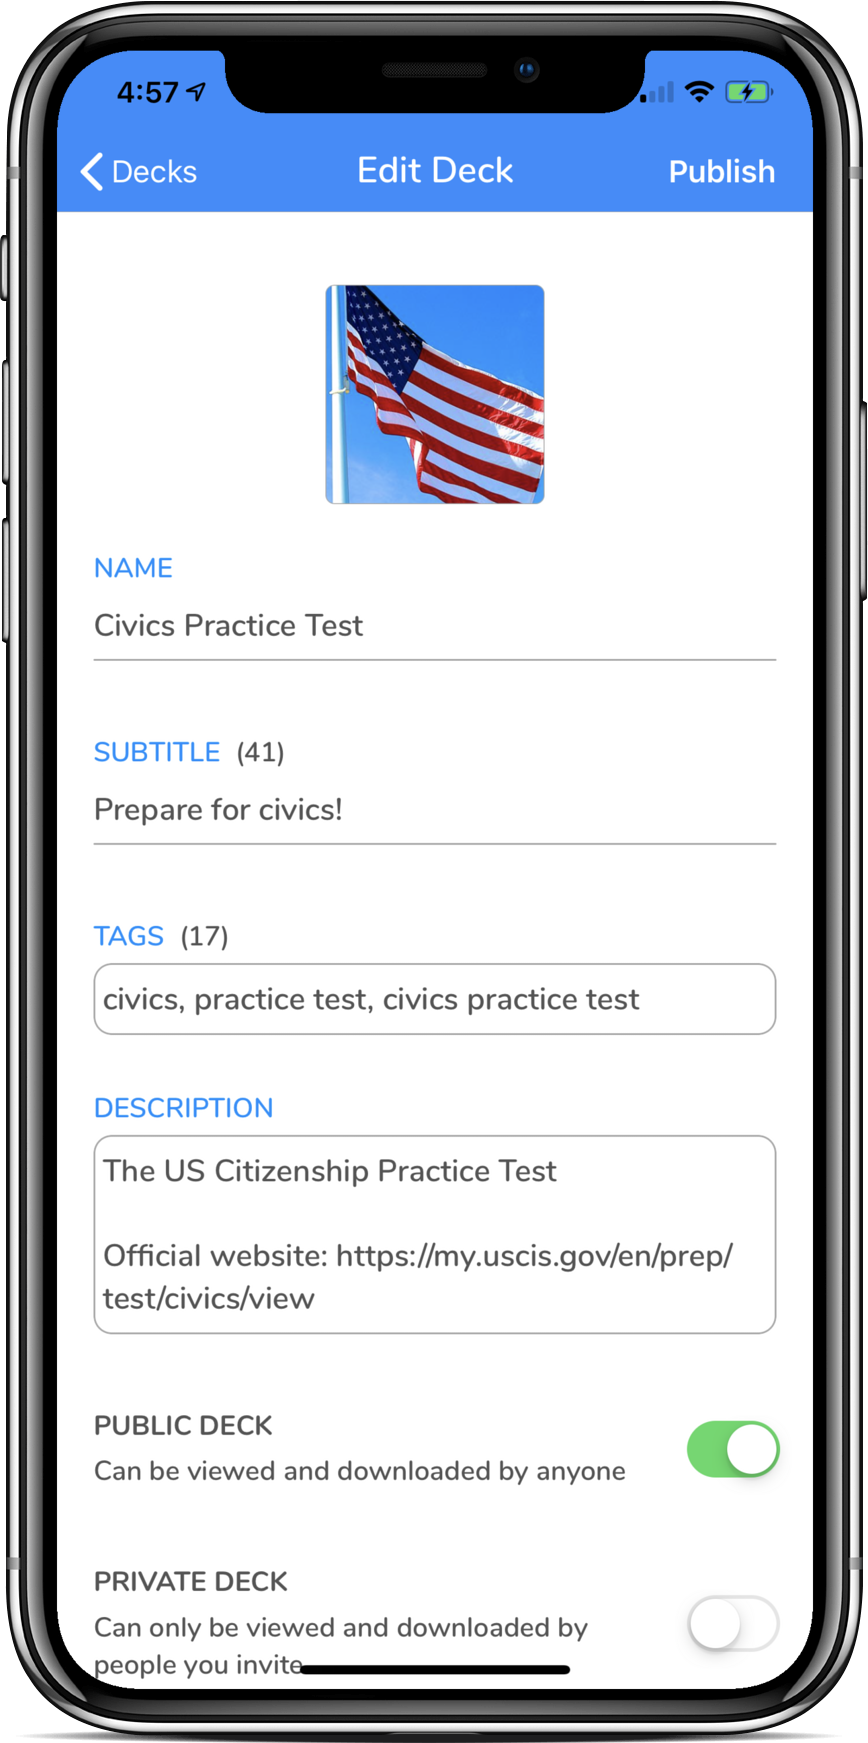 4:57
Decks
Edit Deck
Publish
NAME
Civics Practice Test
SUBTITLE (41)
Prepare for civics!
TAGS (17)
civics, practice test, civics practice test
DESCRIPTION
The US Citizenship Practice Test
Official website: https://my.uscis.gov/en/prep/
test/civics/view
PUBLIC DECK
Can be viewed and downloaded by anyone
PRIVATE DECK
Can only be viewed and downloaded by
people you invite